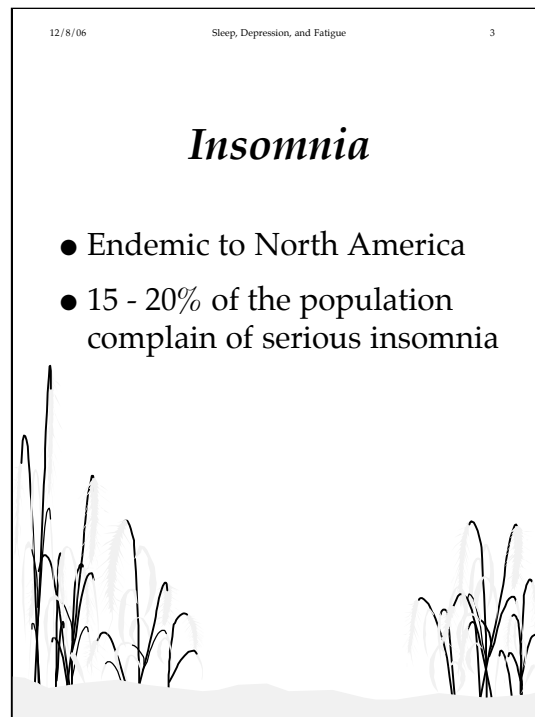 12/8/06 Sleep, Depression, and Fatigue 3
Insomnia
● Endemic to North America
● 15 - 20% of the population
complain of serious insomnia